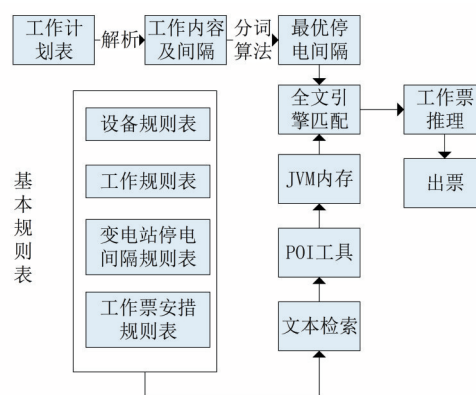 工作计
划表
解析
工作内容
及间隔
分词
算法
最优停
电间隔
全文引
擎匹配
工作票
推理
出票
JVM内存
POI工具
文本检索
基
本
规
则
表
设备规则表
工作规则表
变电站停电
间隔规则表
工作票安措
规则表